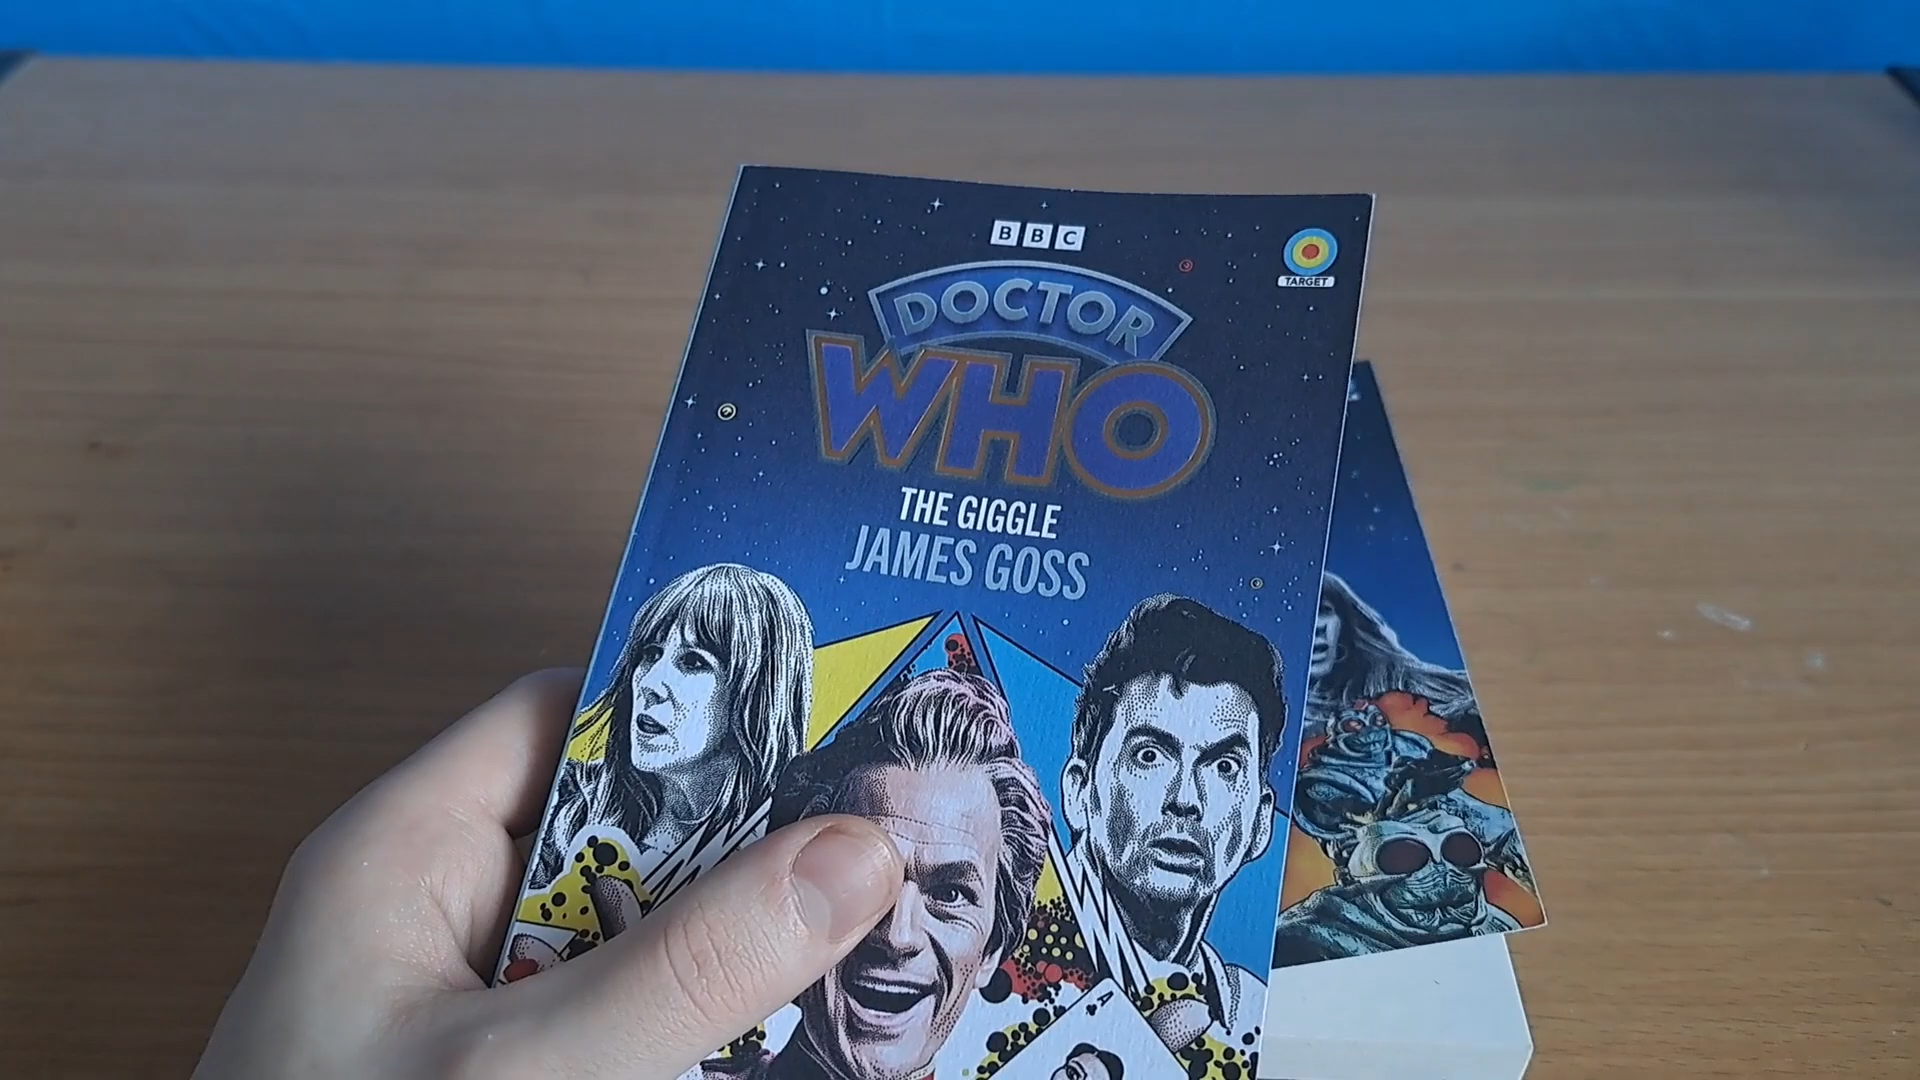 BBC
TARGET
DOCTOR
WHO
THE GIGGLE
JAMES GOSS
A